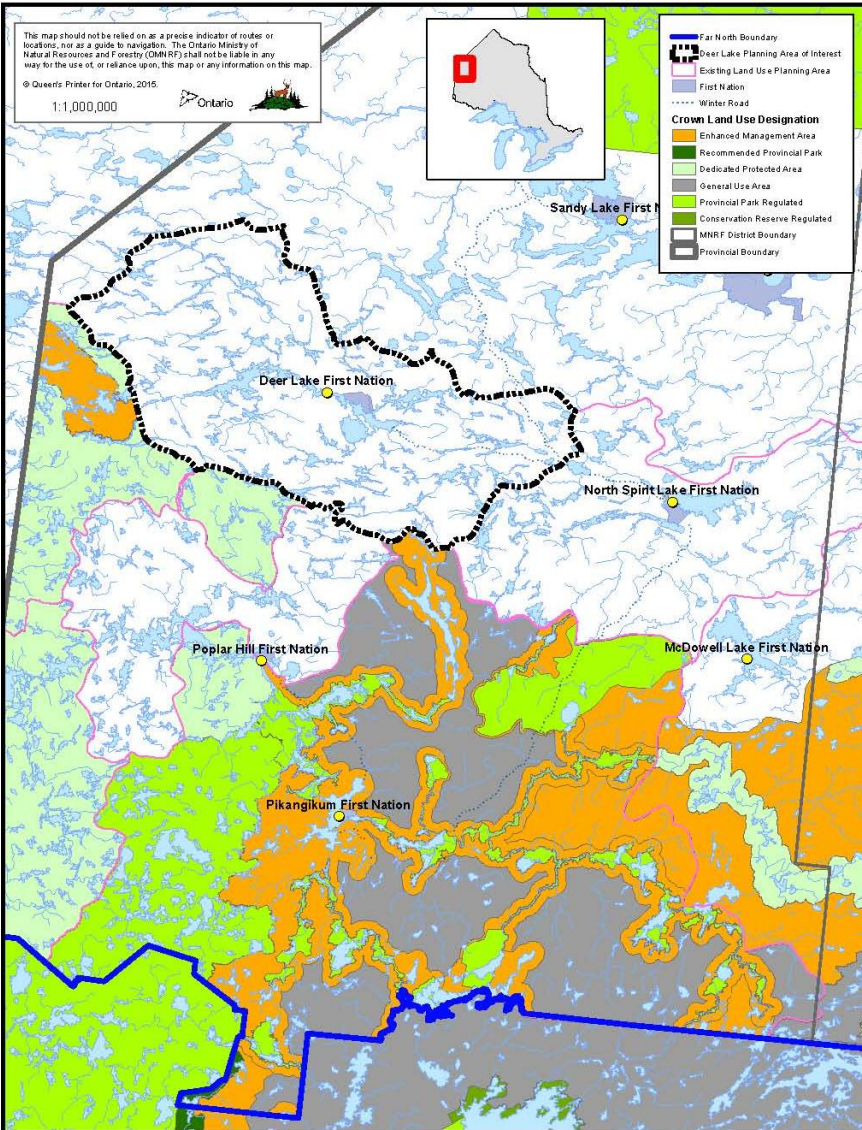 This map should not be relied on as a precise indicator of routes or
locations, nor as a guide to navigation. The Ontario Ministry of
Natural Resources and Forestry (OMNRF) shall not be liable in any
way for the use of, or reliance upon, this map or any information on this map.
© Queen's Printer for Ontario, 2015.
1:1,000,000
Ontario
Far North Boundary
Deer Lake Planning Area of Interest
Existing Land Use Planning Area
First Nation
Winter Road
Crown Land Use Designation
Enhanced Management Area
Recommended Provincial Park
Dedicated Protected Area
General Use Area
Provincial Park Regulated
Conservation Reserve Regulated
MNRF District Boundary
Provincial Boundary
Sandy Lake First N
Deer Lake First Nation
North Spirit Lake First Nation
Poplar Hill First Nation
McDowell Lake First Nation
Pikangikum First Nation